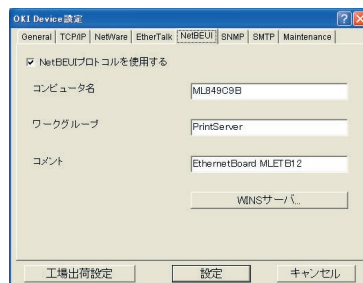 OKI Device設定
General TCP/IP NetWare EtherTalk NetBEUI SNMP SMTP Maintenance
NetBEUIプロトコルを使用する
コンピュータ名 ML849C9B
ワークグループ PrintServer
コメント EthernetBoard MLETB12
WINSサーバ...
工場出荷設定 設定 キャンセル